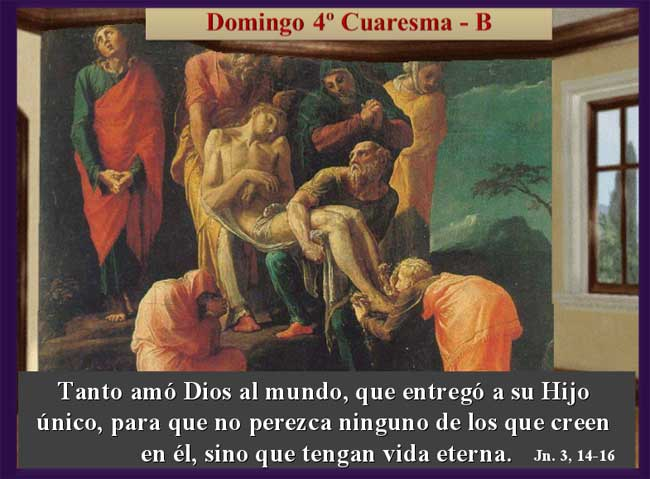 Domingo 4º Cuaresma - B
Tanto amó Dios al mundo, que entregó a su Hijo
único, para que no perezca ninguno de los que creen
en él, sino que tengan vida eterna. Jn. 3, 14-16